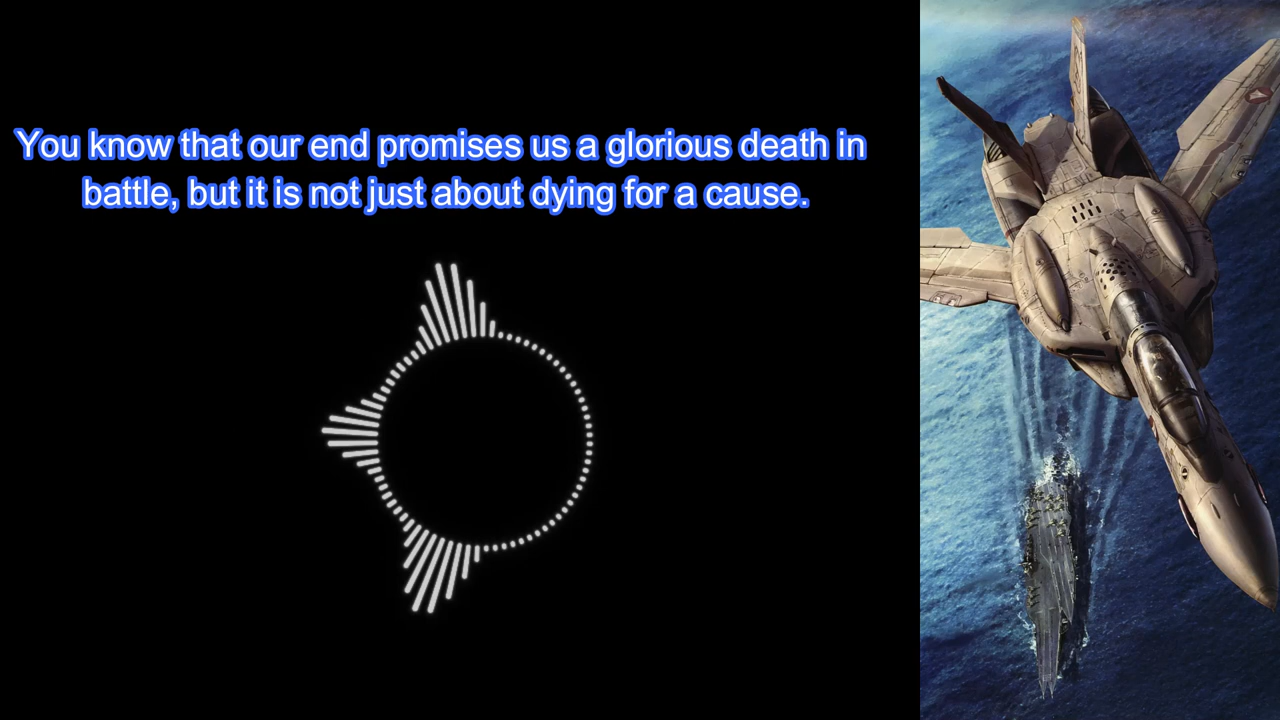 You know that our end promises us a glorious death in
battle, but it is not just about dying for a cause.